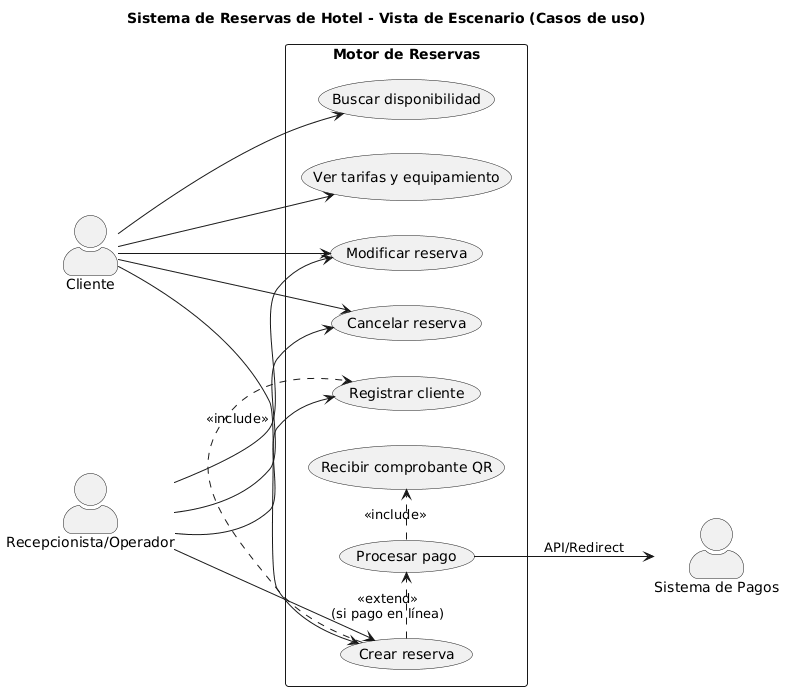 Sistema de Reservas de Hotel - Vista de Escenario (Casos de uso)
Motor de Reservas
Buscar disponibilidad
Ver tarifas y equipamiento
Modificar reserva
Cliente
Cancelar reserva
Registrar cliente
«include»
Recibir comprobante QR
«include»
Recepcionista/Operador
Procesar pago
API/Redirect
Sistema de Pagos
«extend»
(si pago en línea)
Crear reserva